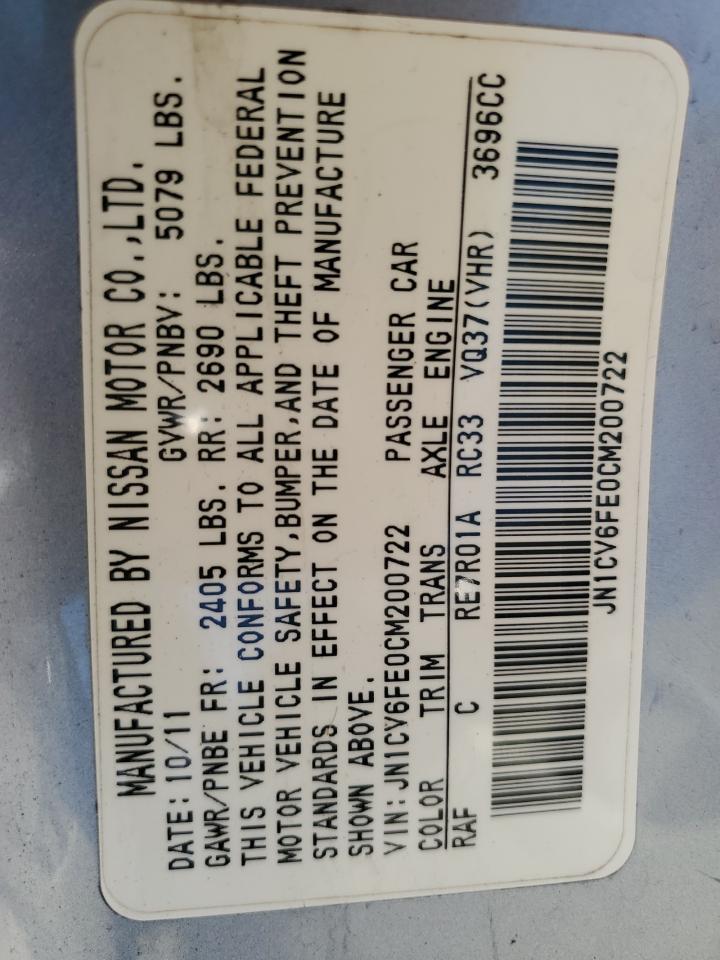 MANUFACTURED BY NISSAN MOTOR CO.,LTD.
DATE: 10/11 GVWR/PNBV: 5079 LBS.
GAWR/PNBE FR: 2405 LBS. RR: 2690 LBS.
THIS VEHICLE CONFORMS TO ALL APPLICABLE FEDERAL
MOTOR VEHICLE SAFETY,BUMPER,AND THEFT PREVENTION
STANDARDS IN EFFECT ON THE DATE OF MANUFACTURE
SHOWN ABOVE.
VIN: JN1CV6FE0CM200722 PASSENGER CAR
COLOR TRIM TRANS AXLE ENGINE
RAF C RE7R01A RC33 VQ37(VHR) 3696CC
JN1CV6FE0CM200722